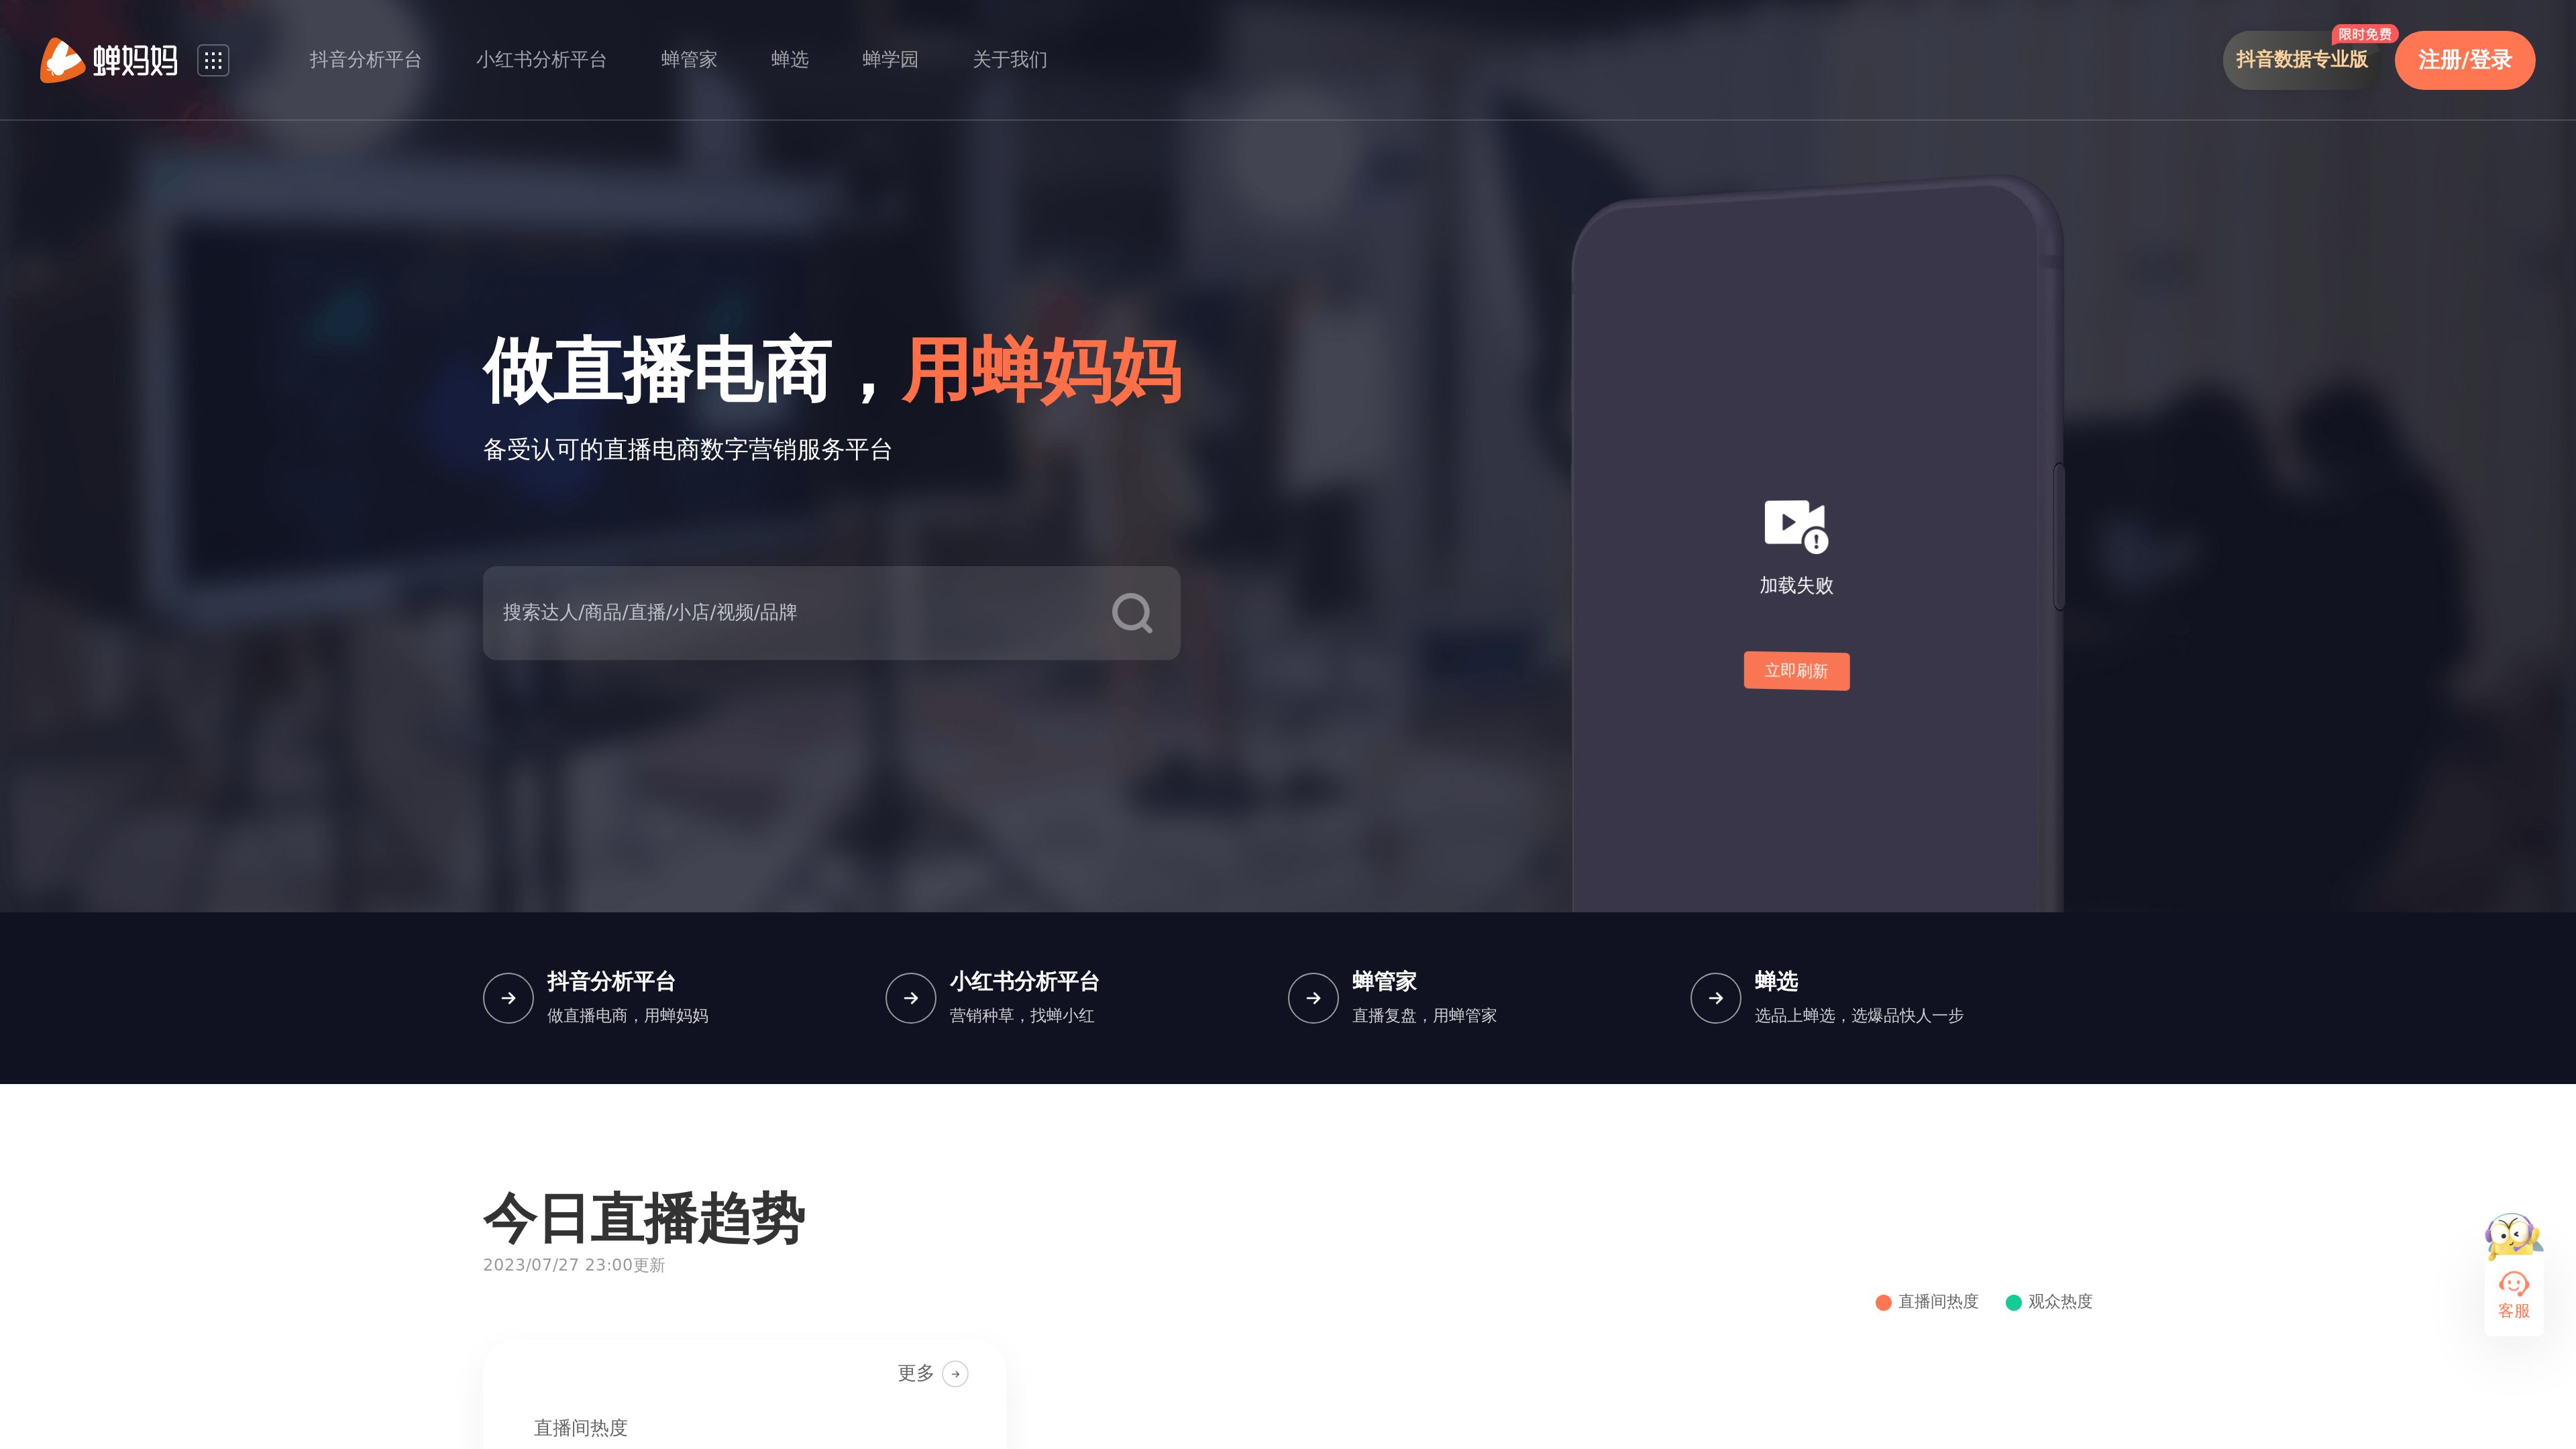 蝉妈妈
抖音分析平台
小红书分析平台
蝉管家
蝉选
蝉学园
关于我们
限时免费
抖音数据专业版
注册/登录
做直播电商，用蝉妈妈
备受认可的直播电商数字营销服务平台
搜索达人/商品/直播/小店/视频/品牌
加载失败
立即刷新
抖音分析平台
做直播电商，用蝉妈妈
小红书分析平台
营销种草，找蝉小红
蝉管家
直播复盘，用蝉管家
蝉选
选品上蝉选，选爆品快人一步
今日直播趋势
2023/07/27 23:00更新
直播间热度
观众热度
客服
更多
直播间热度